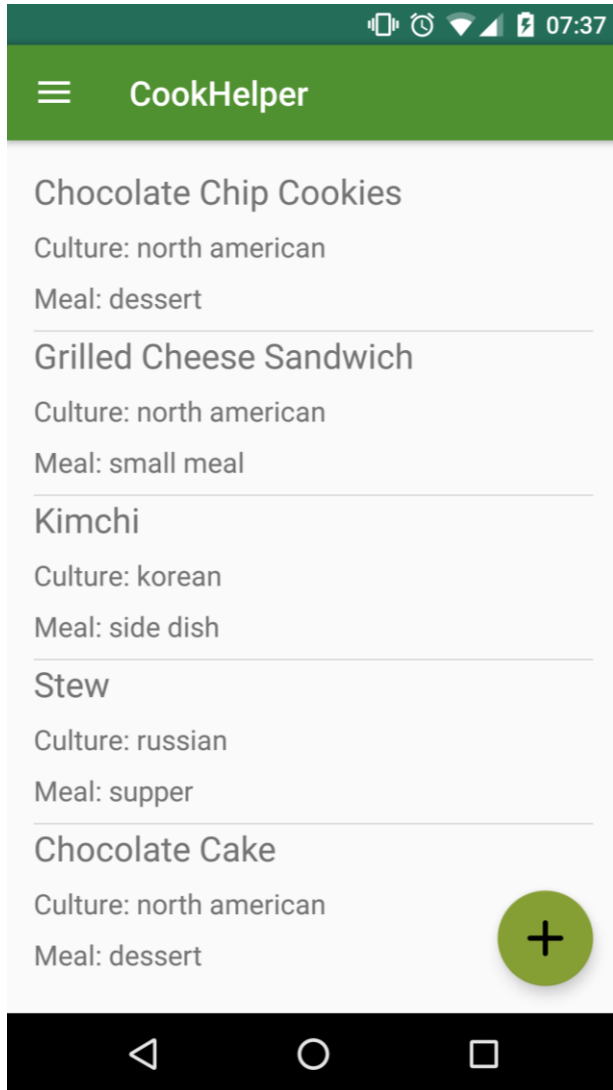 07:37
CookHelper
Chocolate Chip Cookies
Culture: north american
Meal: dessert
Grilled Cheese Sandwich
Culture: north american
Meal: small meal
Kimchi
Culture: korean
Meal: side dish
Stew
Culture: russian
Meal: supper
Chocolate Cake
Culture: north american
Meal: dessert